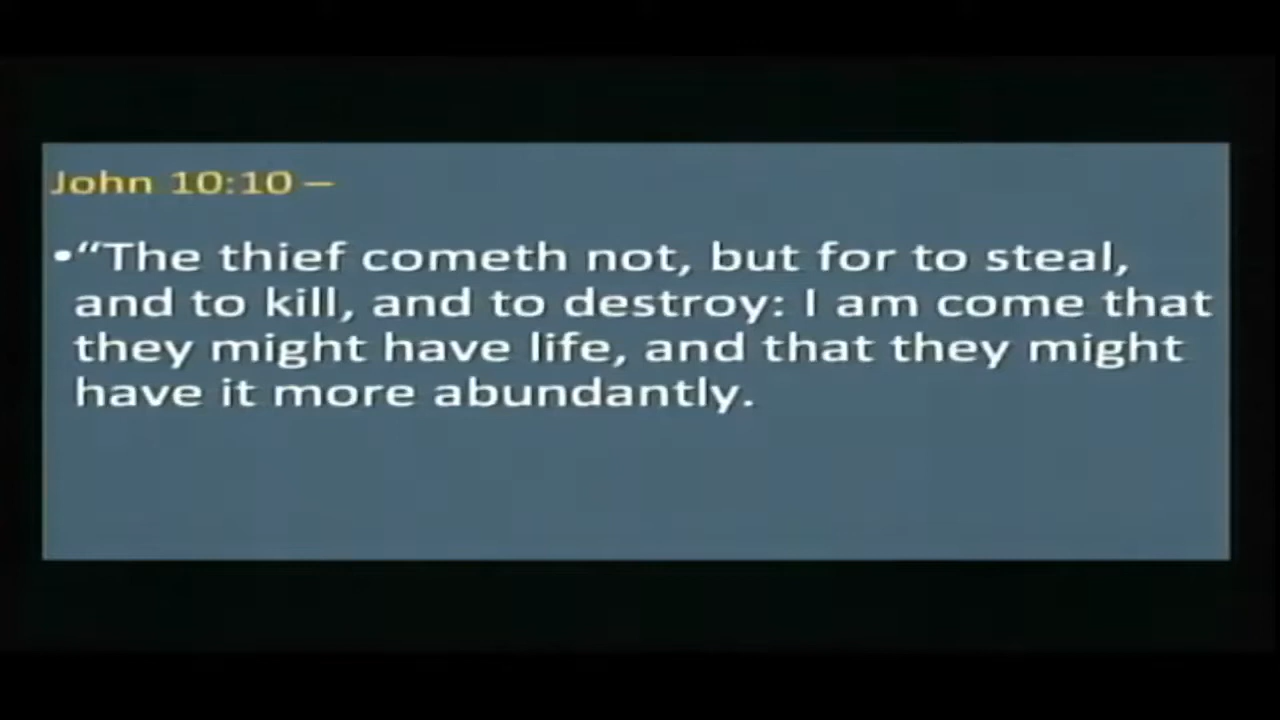 John 10:10 –
•“The thief cometh not, but for to steal,
and to kill, and to destroy: I am come that
they might have life, and that they might
have it more abundantly.